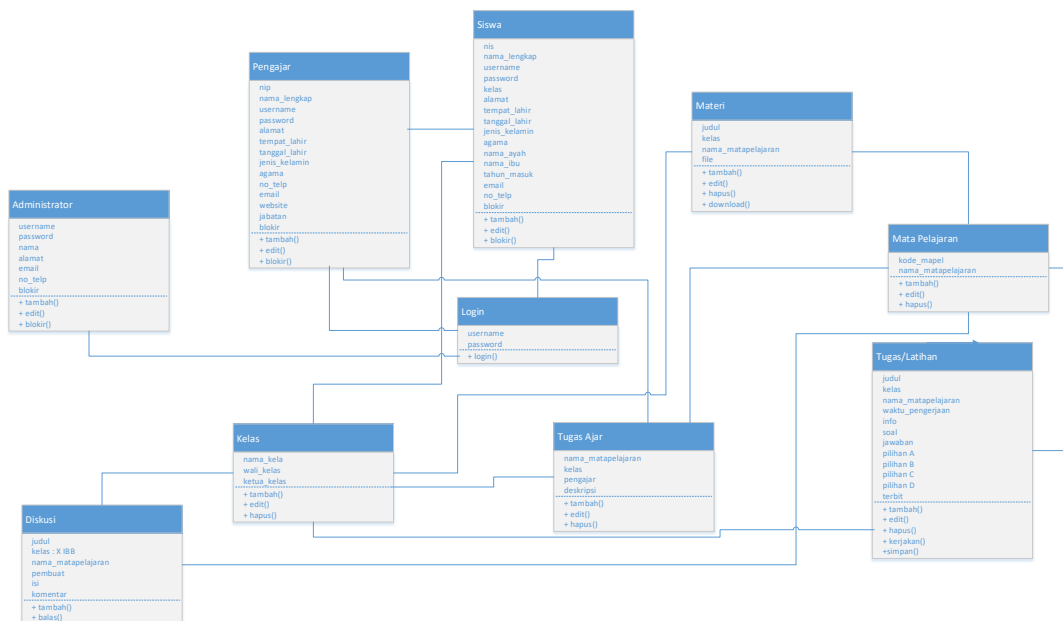 Siswa
nis
nama_lengkap
username
password
kelas
alamat
tempat_lahir
tanggal_lahir
jenis_kelamin
agama
nama_ayah
nama_ibu
tahun_masuk
email
no_telp
blokir
+ tambah()
+ edit()
+ blokir()
Pengajar
nip
nama_lengkap
username
password
alamat
tempat_lahir
tanggal_lahir
jenis_kelamin
agama
no_telp
email
website
jabatan
blokir
+ tambah()
+ edit()
+ blokir()
Materi
judul
kelas
nama_matapelajaran
file
+ tambah()
+ edit()
+ hapus()
+ download()
Administrator
username
password
nama
alamat
email
no_telp
blokir
+ tambah()
+ edit()
+ blokir()
Mata Pelajaran
kode_mapel
nama_matapelajaran
+ tambah()
+ edit()
+ hapus()
Login
username
password
+ login()
Tugas/Latihan
judul
kelas
nama_matapelajaran
waktu_pengerjaan
info
soal
jawaban
pilihan A
pilihan B
pilihan C
pilihan D
terbit
+ tambah()
+ edit()
+ hapus()
+ kerjakan()
+simpan()
Kelas
nama_kela
wali_kelas
ketua_kelas
+ tambah()
+ edit()
+ hapus()
Tugas Ajar
nama_matapelajaran
kelas
pengajar
deskripsi
+ tambah()
+ edit()
+ hapus()
Diskusi
judul
kelas : X IBB
nama_matapelajaran
pembuat
isi
komentar
+ tambah()
+ balas()